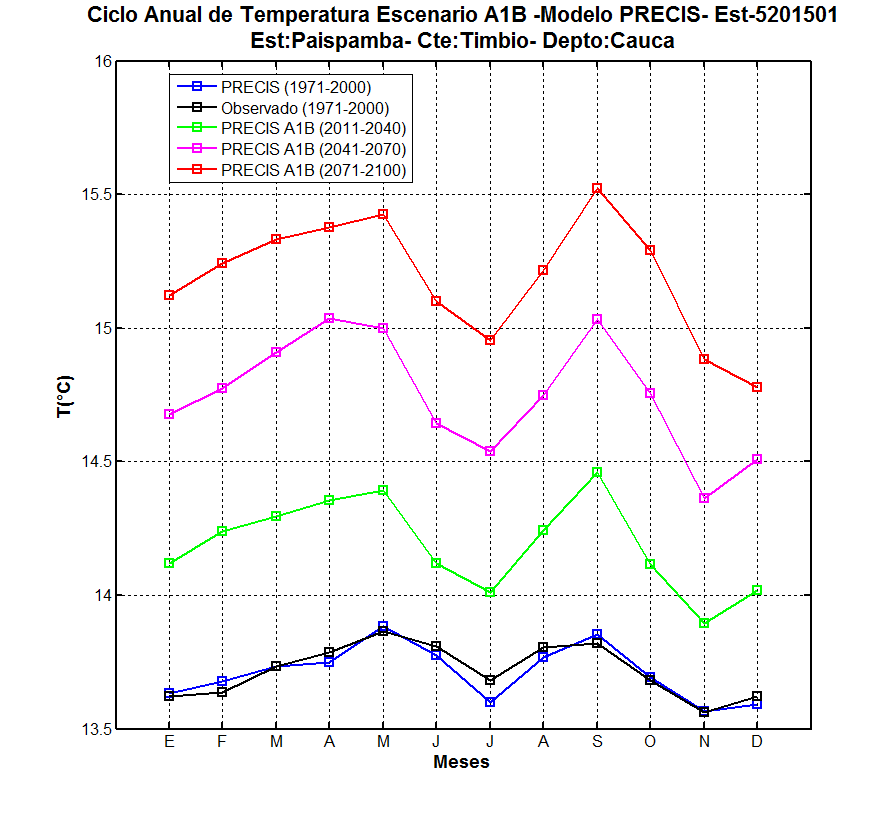 Ciclo Anual de Temperatura Escenario A1B -Modelo PRECIS- Est-5201501
Est:Paispamba- Cte:Timbio- Depto:Cauca
PRECIS (1971-2000)
Observado (1971-2000)
PRECIS A1B (2011-2040)
PRECIS A1B (2041-2070)
PRECIS A1B (2071-2100)
16
15.5
15
14.5
14
13.5
T(°C)
E F M A M J J A S O N D
Meses